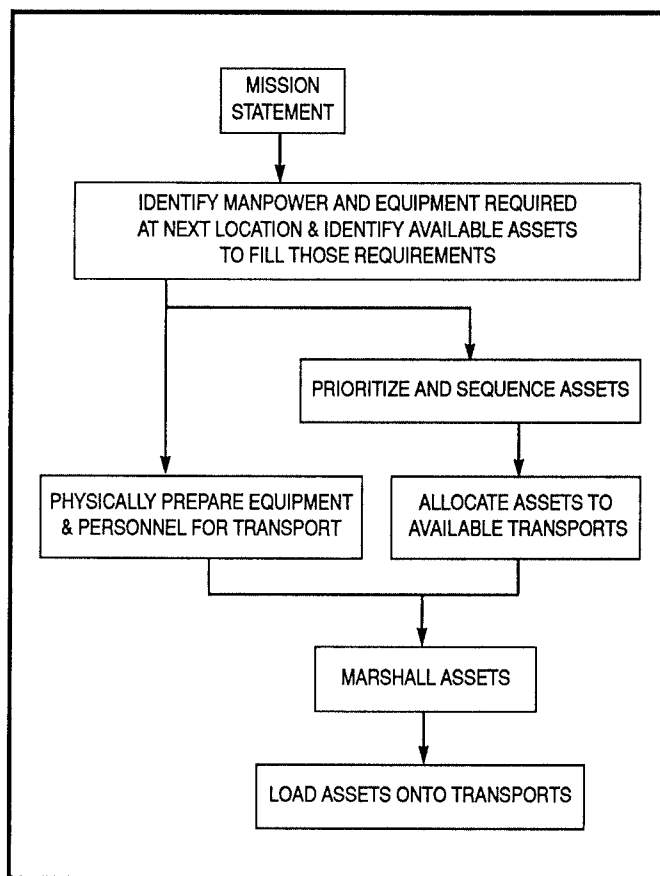 MISSION
STATEMENT
IDENTIFY MANPOWER AND EQUIPMENT REQUIRED
AT NEXT LOCATION & IDENTIFY AVAILABLE ASSETS
TO FILL THOSE REQUIREMENTS
PRIORITIZE AND SEQUENCE ASSETS
PHYSICALLY PREPARE EQUIPMENT
& PERSONNEL FOR TRANSPORT
ALLOCATE ASSETS TO
AVAILABLE TRANSPORTS
MARSHALL ASSETS
LOAD ASSETS ONTO TRANSPORTS